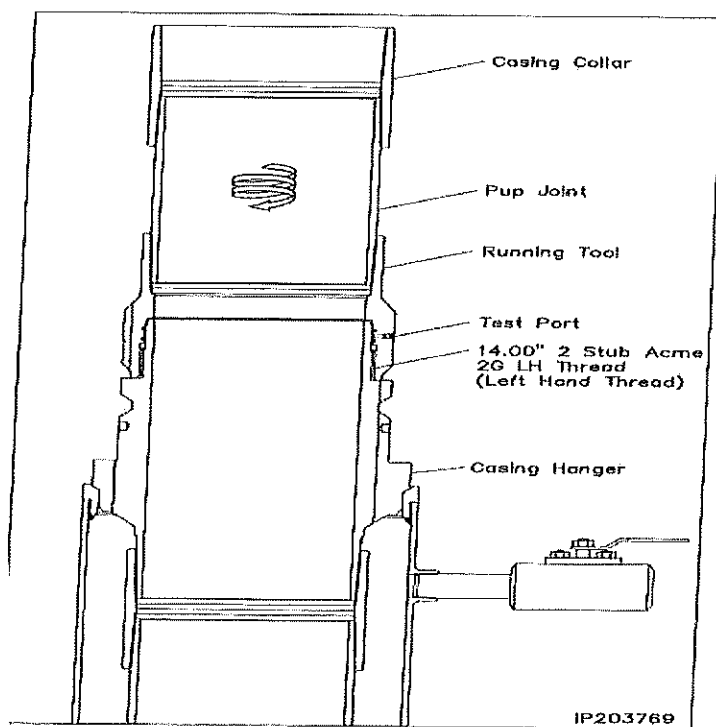 Casing Collar
Pup Joint
Running Tool
Test Port
14.00" 2 Stub Acme
2G LH Thread
(Left Hand Thread)
Casing Hanger
IP203769